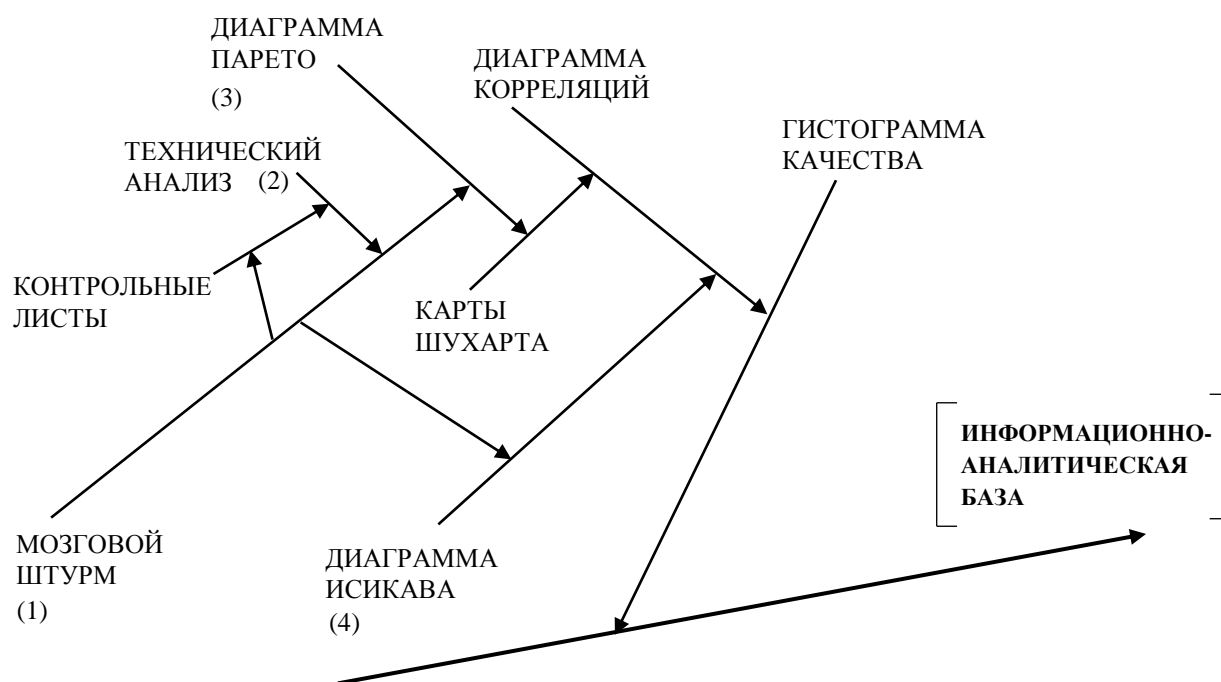 ДИАГРАММА
ПАРЕТО
(3)
ДИАГРАММА
КОРРЕЛЯЦИЙ
ГИСТОГРАММА
КАЧЕСТВА
ТЕХНИЧЕСКИЙ
АНАЛИЗ (2)
КОНТРОЛЬНЫЕ
ЛИСТЫ
КАРТЫ
ШУХАРТА
ИНФОРМАЦИОННО-
АНАЛИТИЧЕСКАЯ
БАЗА
МОЗГОВОЙ
ШТУРМ
(1)
ДИАГРАММА
ИСИКАВА
(4)